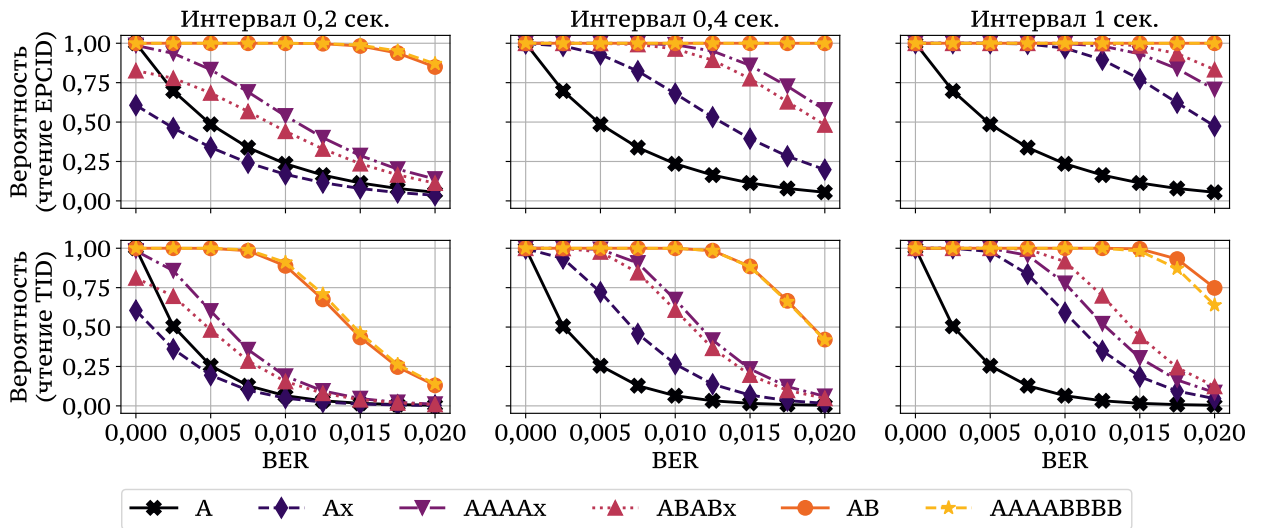 Интервал 0,2 сек.
Интервал 0,4 сек.
Интервал 1 сек.
Вероятность
(чтение EPCID)
1,00
0,75
0,50
0,25
0,00
Вероятность
(чтение TID)
1,00
0,75
0,50
0,25
0,00
0,000 0,005 0,010 0,015 0,020
BER
0,000 0,005 0,010 0,015 0,020
BER
0,000 0,005 0,010 0,015 0,020
BER
A Ax AAAAx ABABx AB AAAABBBB